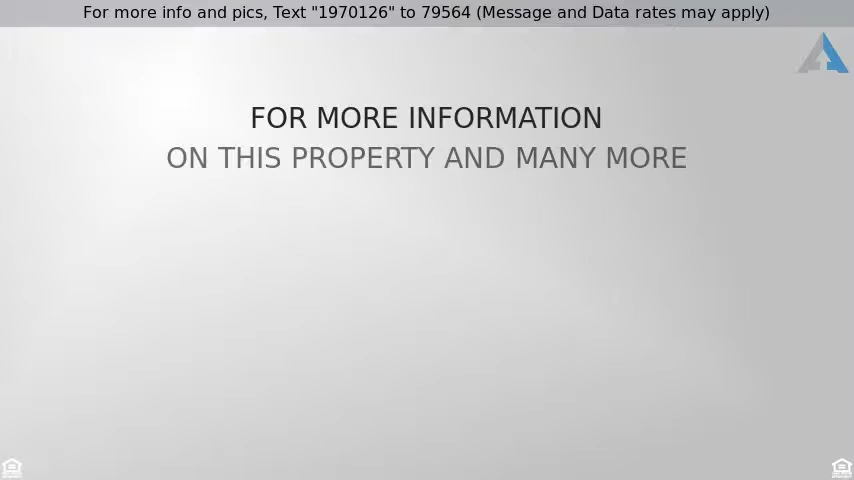 For more info and pics, Text "1970126" to 79564 (Message and Data rates may apply)
FOR MORE INFORMATION
ON THIS PROPERTY AND MANY MORE